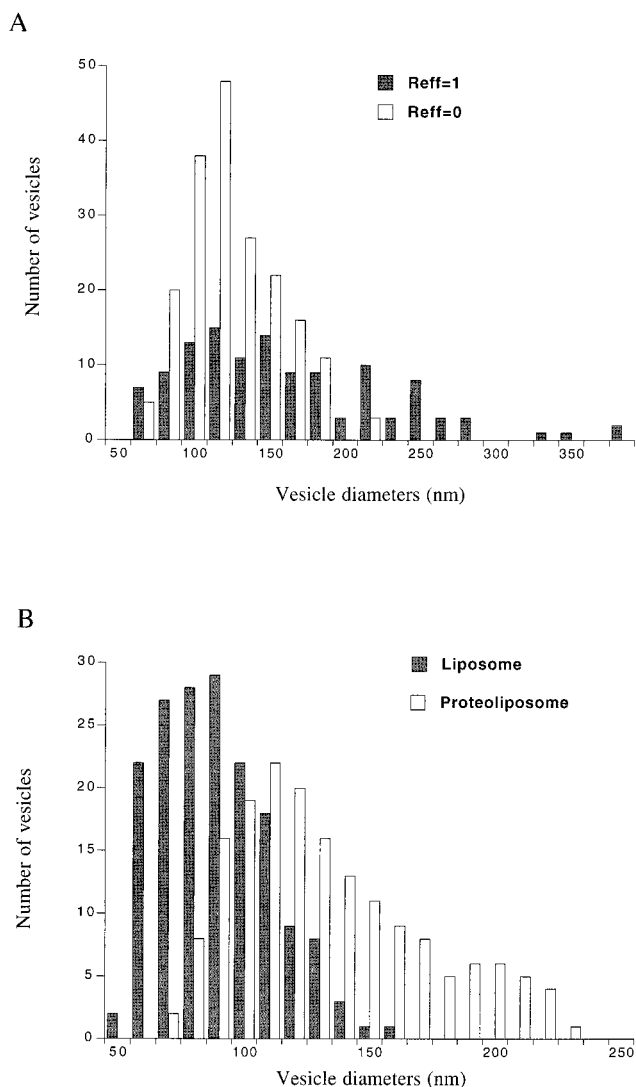 A
50
40
30
20
10
0
Number of vesicles
Reff=1
Reff=0
50 100 150 200 250 300 350
Vesicle diameters (nm)
B
30
25
20
15
10
5
0
Number of vesicles
Liposome
Proteoliposome
50 100 150 200 250
Vesicle diameters (nm)